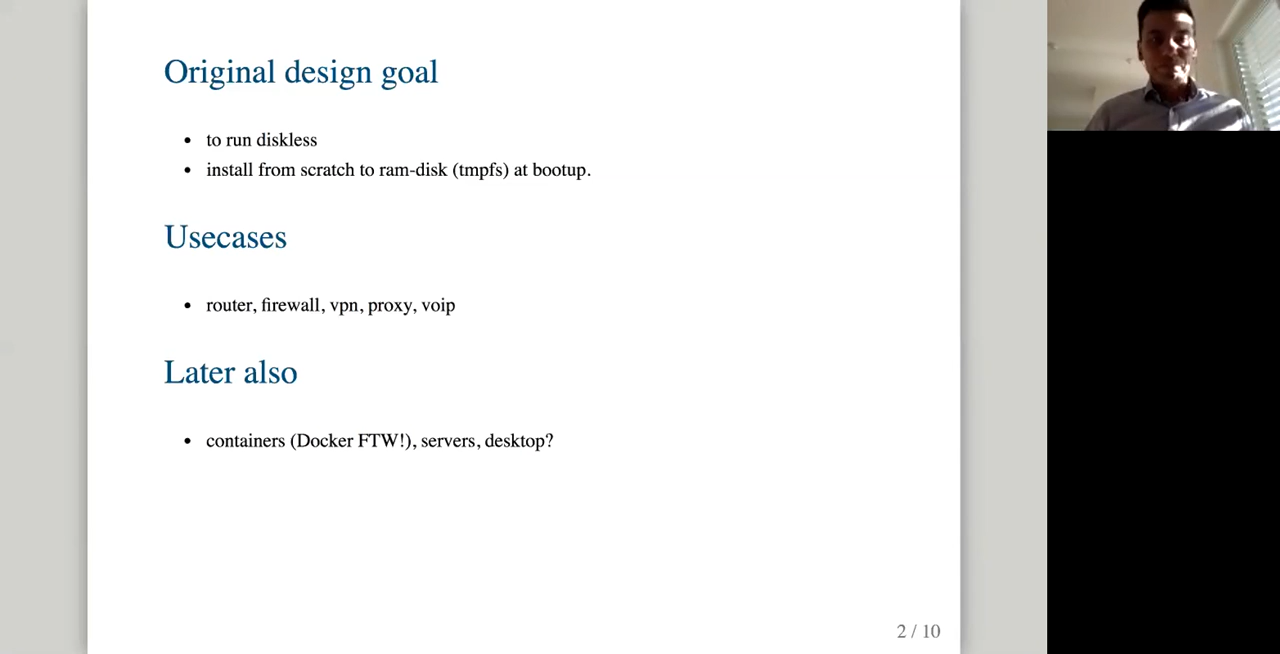 Original design goal
• to run diskless
• install from scratch to ram-disk (tmpfs) at bootup.
Usecases
• router, firewall, vpn, proxy, voip
Later also
• containers (Docker FTW!), servers, desktop?
2 / 10